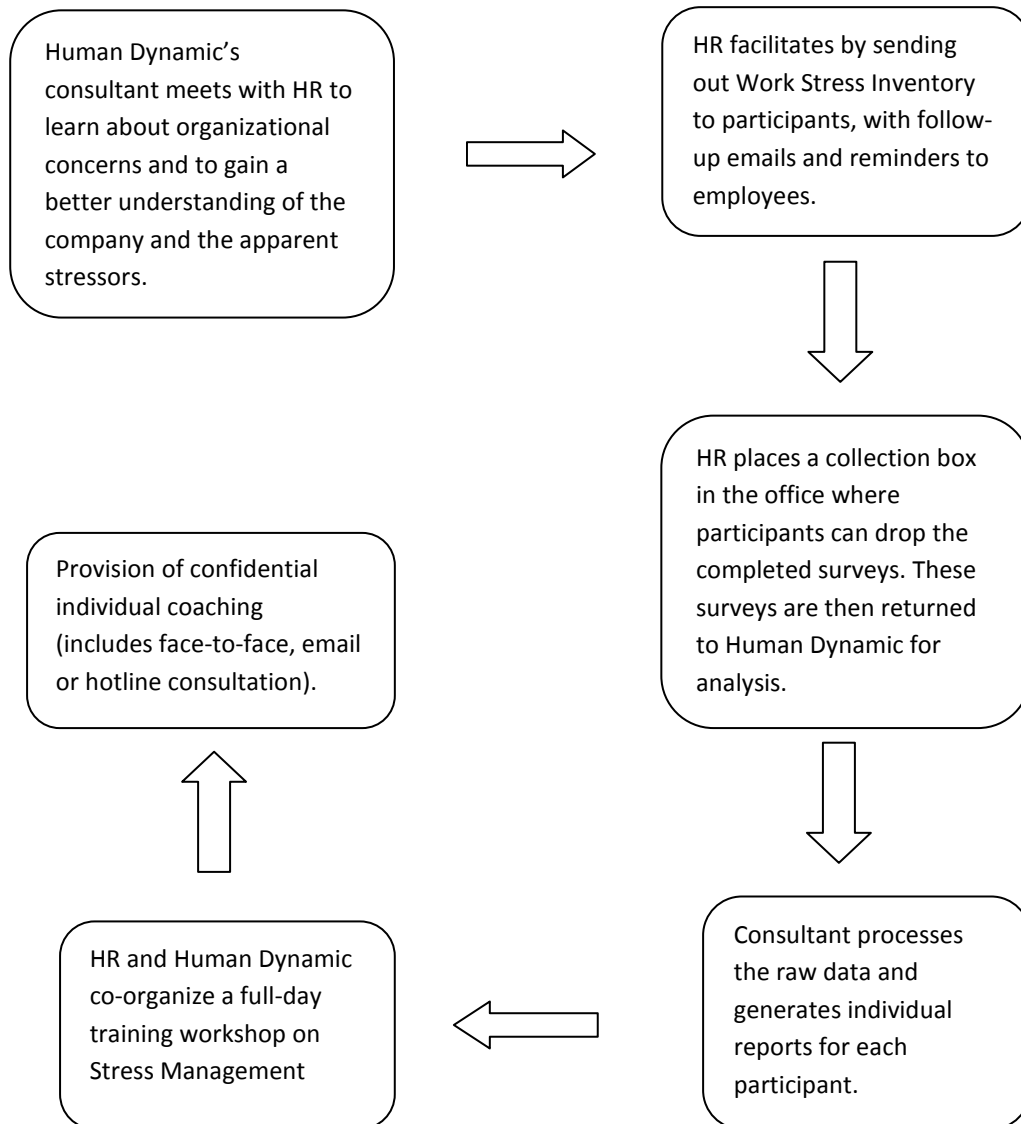 Human Dynamic’s
consultant meets with HR to
learn about organizational
concerns and to gain a
better understanding of the
company and the apparent
stressors.
HR facilitates by sending
out Work Stress Inventory
to participants, with follow-
up emails and reminders to
employees.
HR places a collection box
in the office where
participants can drop the
completed surveys. These
surveys are then returned
to Human Dynamic for
analysis.
Consultant processes
the raw data and
generates individual
reports for each
participant.
HR and Human Dynamic
co-organize a full-day
training workshop on
Stress Management
Provision of confidential
individual coaching
(includes face-to-face, email
or hotline consultation).